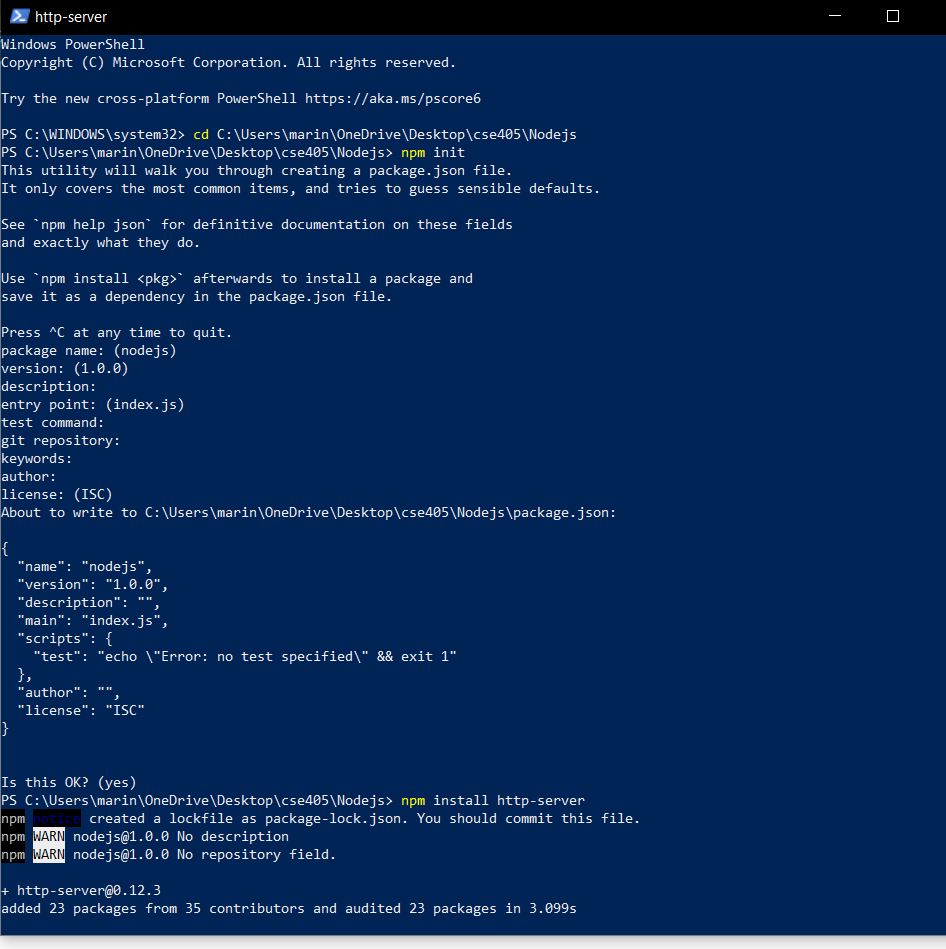 http-server
Windows PowerShell
Copyright (C) Microsoft Corporation. All rights reserved.
Try the new cross-platform PowerShell https://aka.ms/pscore6
PS C:\WINDOWS\system32> cd C:\Users\marin\OneDrive\Desktop\cse405\Nodejs
PS C:\Users\marin\OneDrive\Desktop\cse405\Nodejs> npm init
This utility will walk you through creating a package.json file.
It only covers the most common items, and tries to guess sensible defaults.
See `npm help json` for definitive documentation on these fields
and exactly what they do.
Use `npm install <pkg>` afterwards to install a package and
save it as a dependency in the package.json file.
Press ^C at any time to quit.
package name: (nodejs)
version: (1.0.0)
description:
entry point: (index.js)
test command:
git repository:
keywords:
author:
license: (ISC)
About to write to C:\Users\marin\OneDrive\Desktop\cse405\Nodejs\package.json:
{
  "name": "nodejs",
  "version": "1.0.0",
  "description": "",
  "main": "index.js",
  "scripts": {
    "test": "echo \"Error: no test specified\" && exit 1"
  },
  "author": "",
  "license": "ISC"
}
Is this OK? (yes)
PS C:\Users\marin\OneDrive\Desktop\cse405\Nodejs> npm install http-server
npm notice created a lockfile as package-lock.json. You should commit this file.
npm WARN nodejs@1.0.0 No description
npm WARN nodejs@1.0.0 No repository field.
+ http-server@0.12.3
added 23 packages from 35 contributors and audited 23 packages in 3.099s